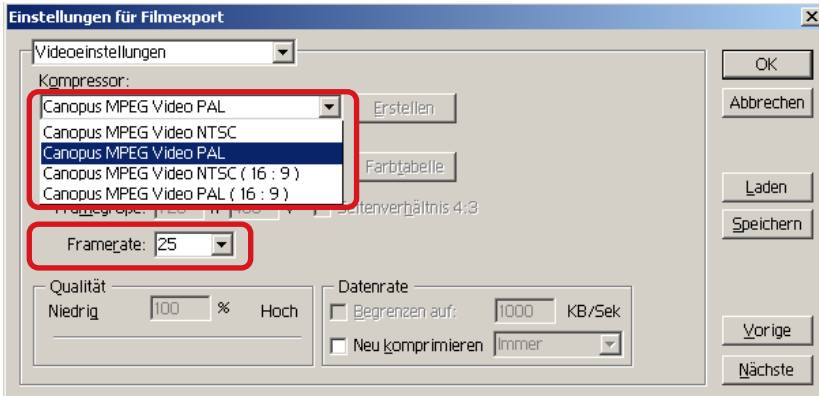 Einstellungen für Filmexport
Videoeinstellungen
OK
Kompressor:
Canopus MPEG Video PAL
Erstellen
Abbrechen
Canopus MPEG Video NTSC
Canopus MPEG Video PAL
Canopus MPEG Video NTSC ( 16 : 9 )
Canopus MPEG Video PAL ( 16 : 9 )
Farbtabelle
Laden
Seitenverhältnis 4:3
Speichern
Framerate: 25
Qualität
Niedrig 100 % Hoch
Datenrate
Begrenzen auf: 1000 KB/Sek
Neu komprimieren Immer
Vorige
Nächste